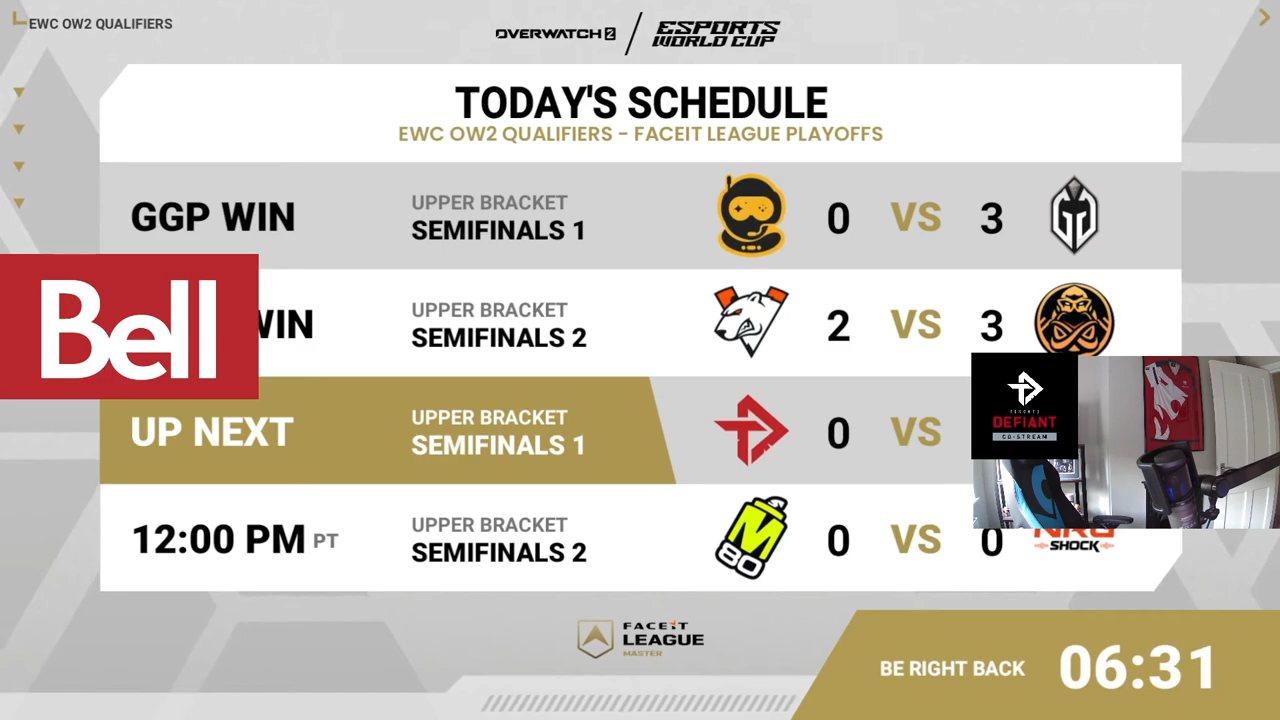 EWC OW2 QUALIFIERS
OVERWATCH 2
ESPORTS
WORLD CUP
TODAY'S SCHEDULE
EWC OW2 QUALIFIERS - FACEIT LEAGUE PLAYOFFS
GGP WIN
UPPER BRACKET
SEMIFINALS 1
0 VS 3
Bell
WIN
UPPER BRACKET
SEMIFINALS 2
2 VS 3
UP NEXT
UPPER BRACKET
SEMIFINALS 1
0 VS
TORONTO
DEFIANT
CO-STREAM
12:00 PM PT
UPPER BRACKET
SEMIFINALS 2
M
80
0 VS 0
NRG
SHOCK
FACEIT
LEAGUE
MASTER
BE RIGHT BACK
06:31